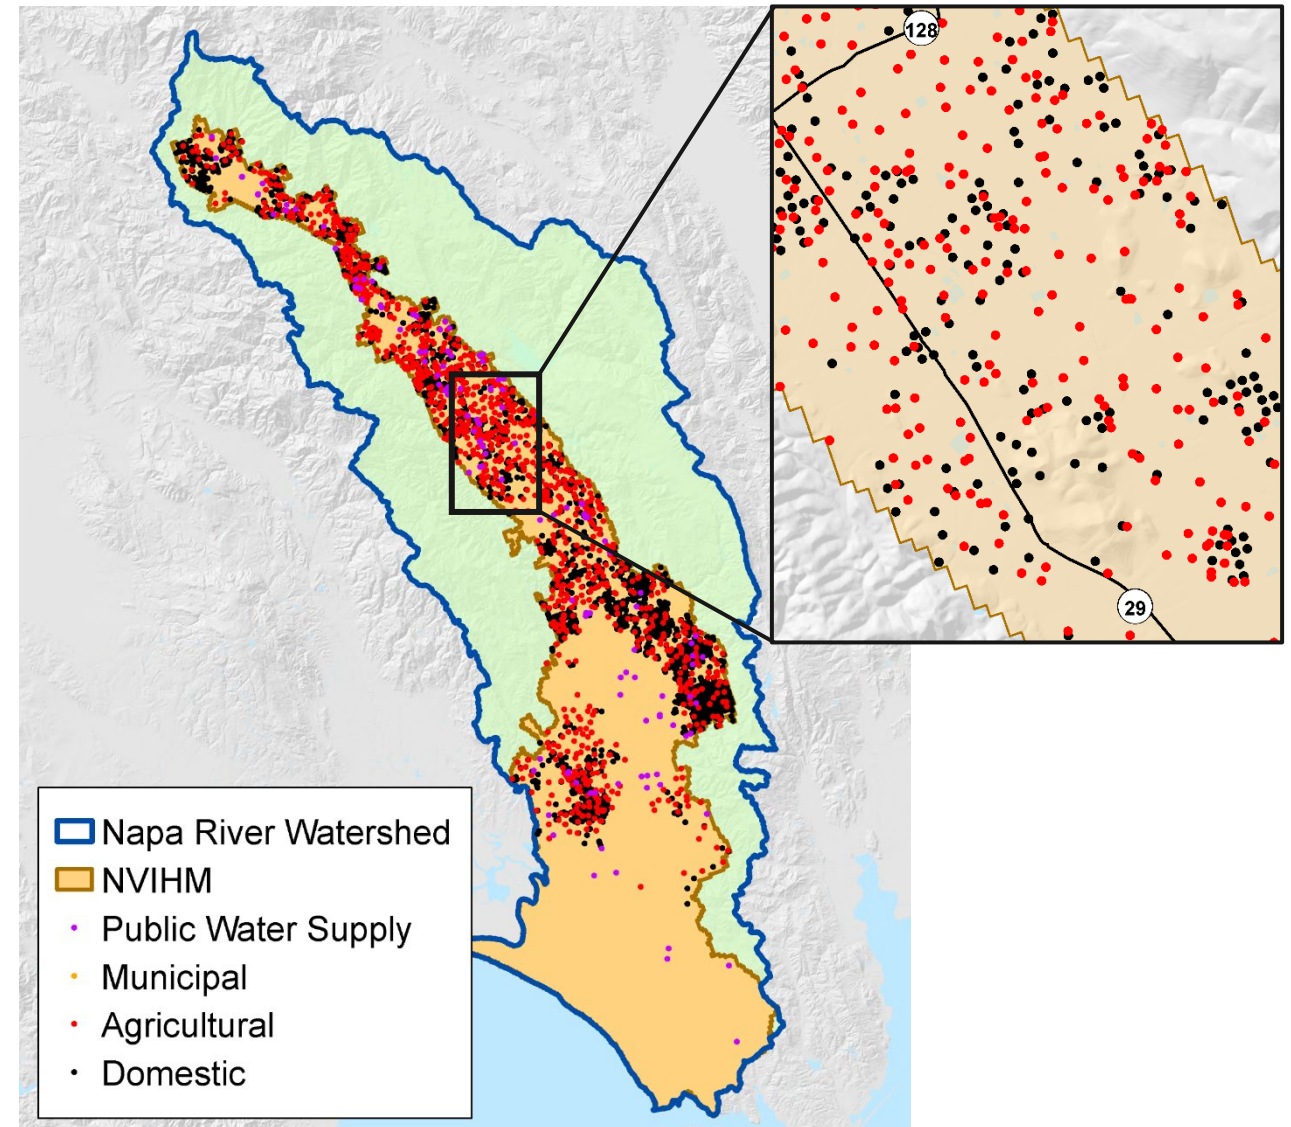 128
29
Napa River Watershed
NVIHM
Public Water Supply
Municipal
Agricultural
Domestic